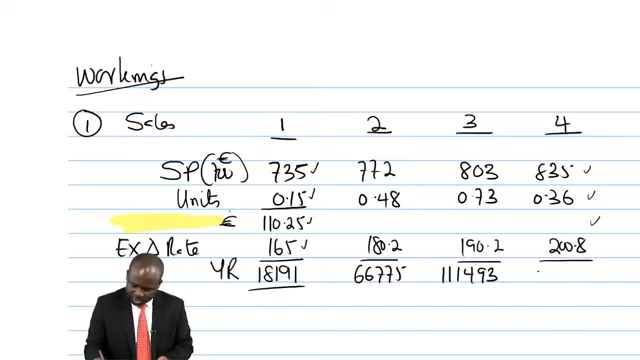 Workings
① Sales 1 2 3 4
SP (€) 735 ✓ 772 803 835 ✓
Units 0.15 ✓ 0.48 0.73 0.36 ✓
€ 110.25 ✓ ✓
EX Δ Rate 165 ✓ 180.2 190.2 200.8
YR 18191 66775 111493